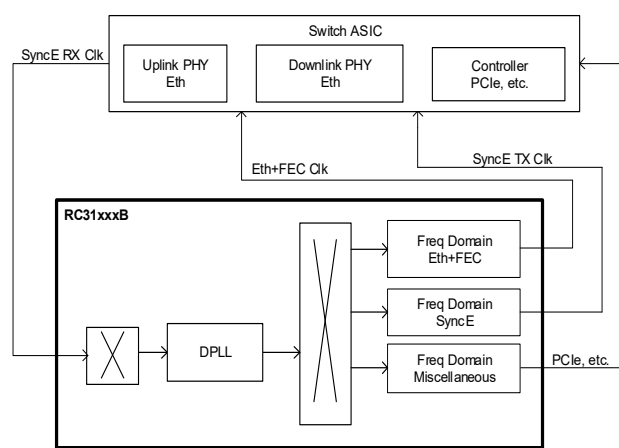 Switch ASIC
SyncE RX Clk
Uplink PHY
Eth
Downlink PHY
Eth
Controller
PCIe, etc.
Eth+FEC Clk
SyncE TX Clk
RC31xxxB
Freq Domain
Eth+FEC
DPLL
Freq Domain
SyncE
Freq Domain
Miscellaneous
PCIe, etc.